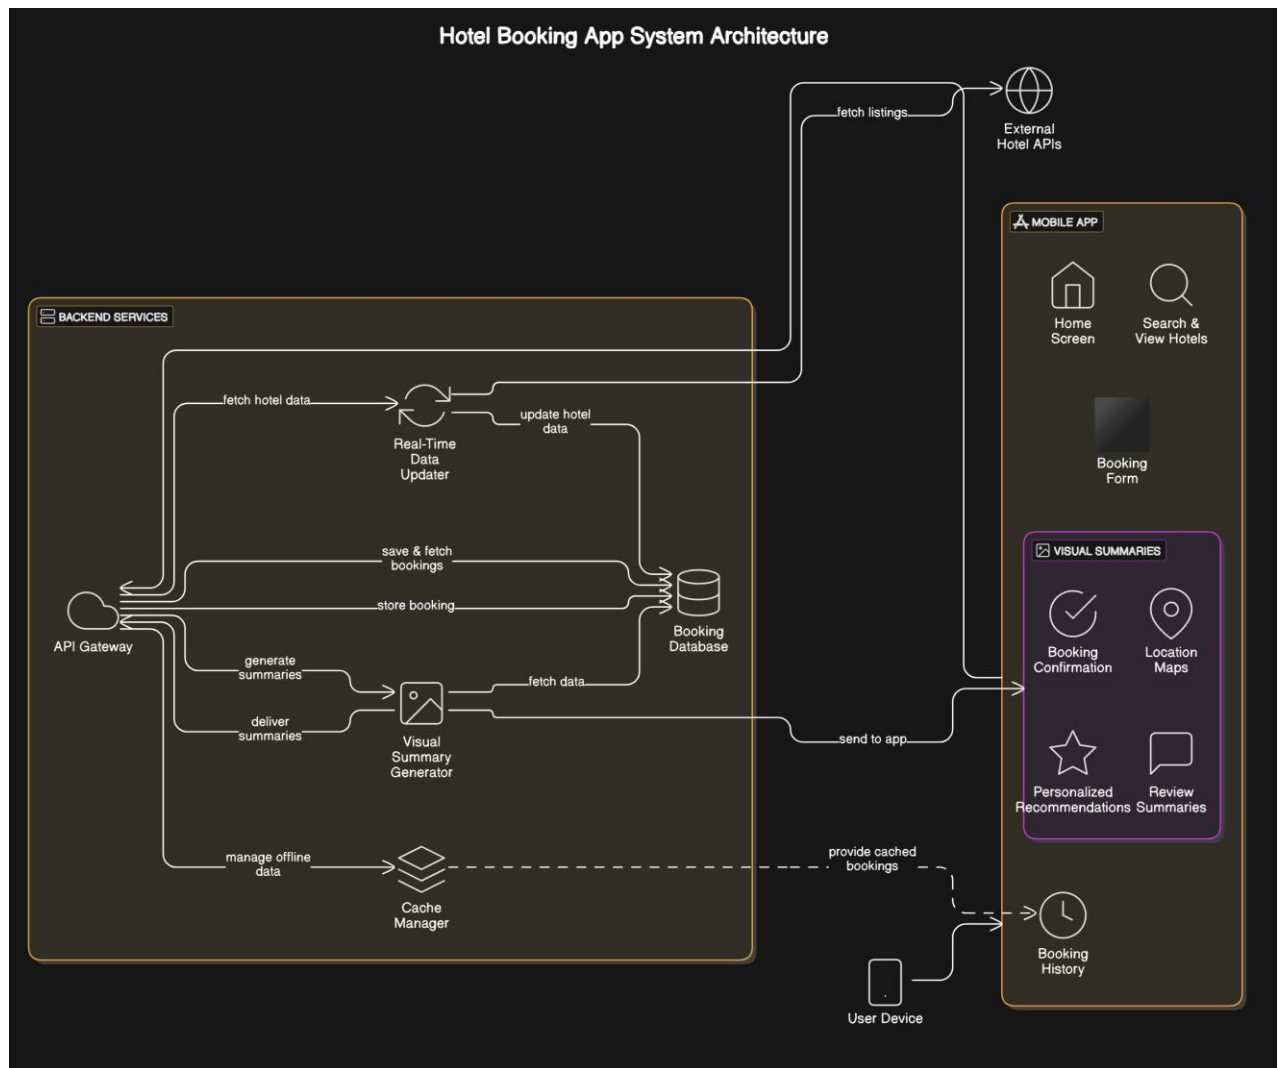 Hotel Booking App System Architecture
fetch listings
External
Hotel APIs
MOBILE APP
Home
Screen
Search &
View Hotels
BACKEND SERVICES
fetch hotel data
update hotel
data
Real-Time
Data
Updater
Booking
Form
save & fetch
bookings
VISUAL SUMMARIES
store booking
API Gateway
Booking
Database
Booking
Confirmation
Location
Maps
generate
summaries
fetch data
deliver
summaries
Visual
Summary
Generator
send to app
Personalized
Recommendations
Review
Summaries
manage offline
data
provide cached
bookings
Cache
Manager
Booking
History
User Device